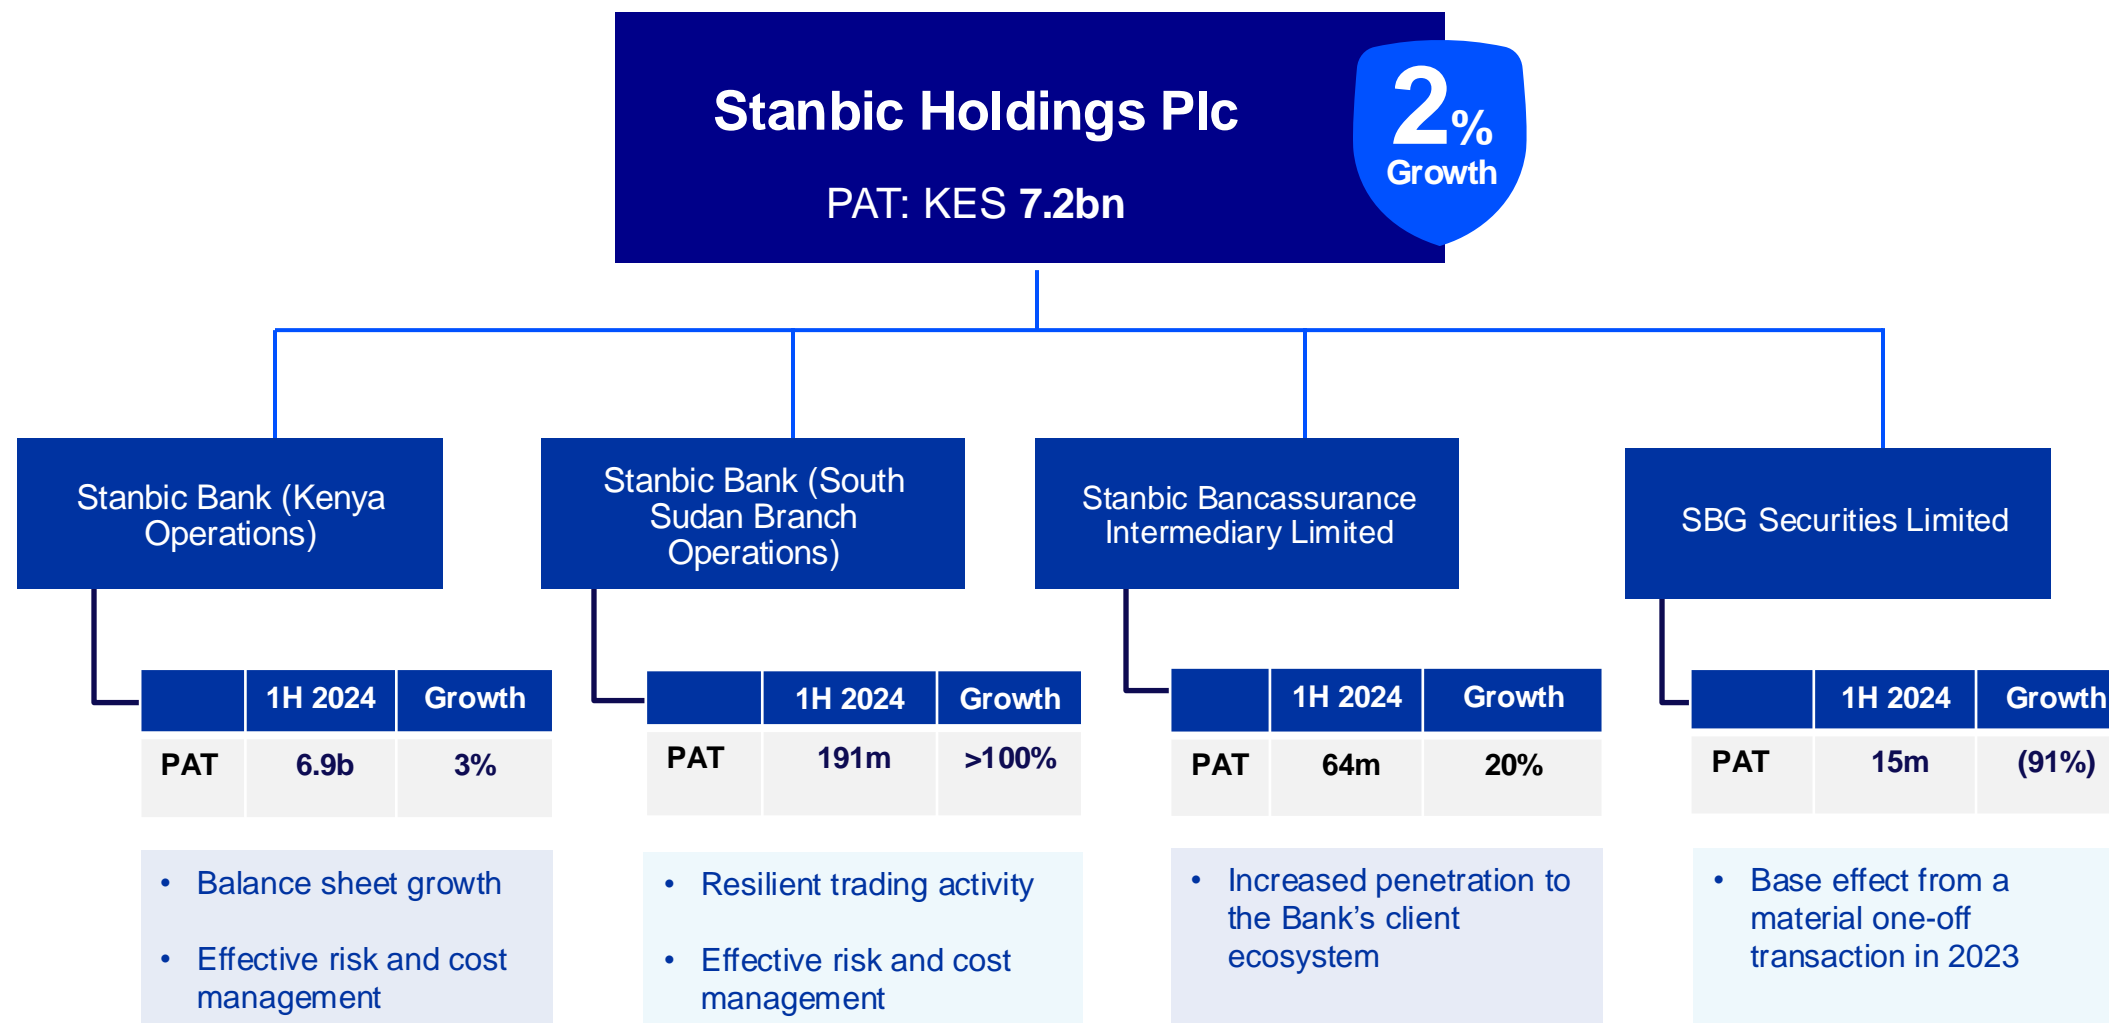 Stanbic Holdings Plc
PAT: KES 7.2bn
2%
Growth
Stanbic Bank (Kenya
Operations)
Stanbic Bank (South
Sudan Branch
Operations)
Stanbic Bancassurance
Intermediary Limited
SBG Securities Limited
1H 2024 Growth
PAT 6.9b 3%
1H 2024 Growth
PAT 191m >100%
1H 2024 Growth
PAT 64m 20%
1H 2024 Growth
PAT 15m (91%)
• Balance sheet growth
• Effective risk and cost
management
• Resilient trading activity
• Effective risk and cost
management
• Increased penetration to
the Bank’s client
ecosystem
• Base effect from a
material one-off
transaction in 2023